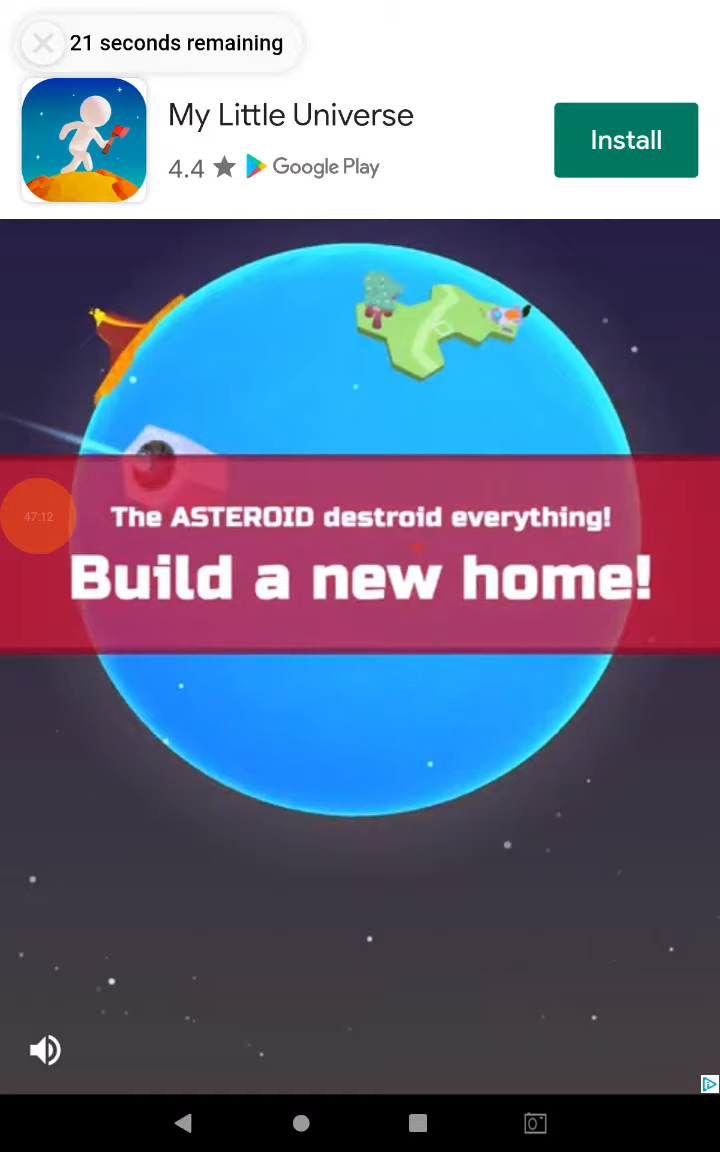 21 seconds remaining
My Little Universe
Install
4.4 ★ Google Play
47:12
The ASTEROID destroid everything!
Build a new home!